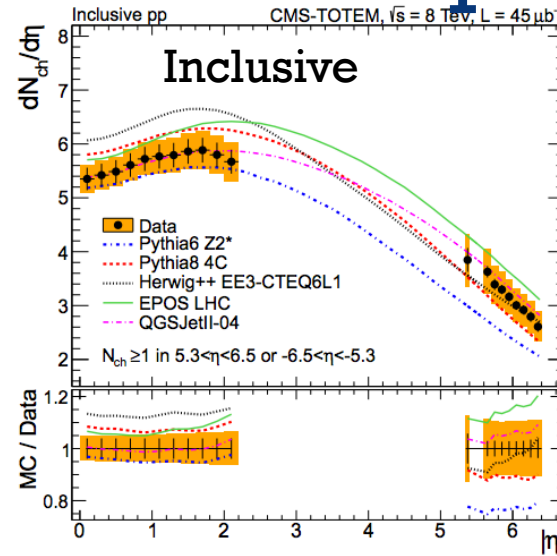 Inclusive pp CMS-TOTEM, √s = 8 TeV, L = 45 μb⁻
dN_ch/dη
Inclusive
8
7
6
5
4
3
2
Data
Pythia6 Z2*
Pythia8 4C
Herwig++ EE3-CTEQ6L1
EPOS LHC
QGSJetII-04
N_ch ≥1 in 5.3<η<6.5 or -6.5<η<-5.3
MC / Data
1.2
1
0.8
0 1 2 3 4 5 6
|η